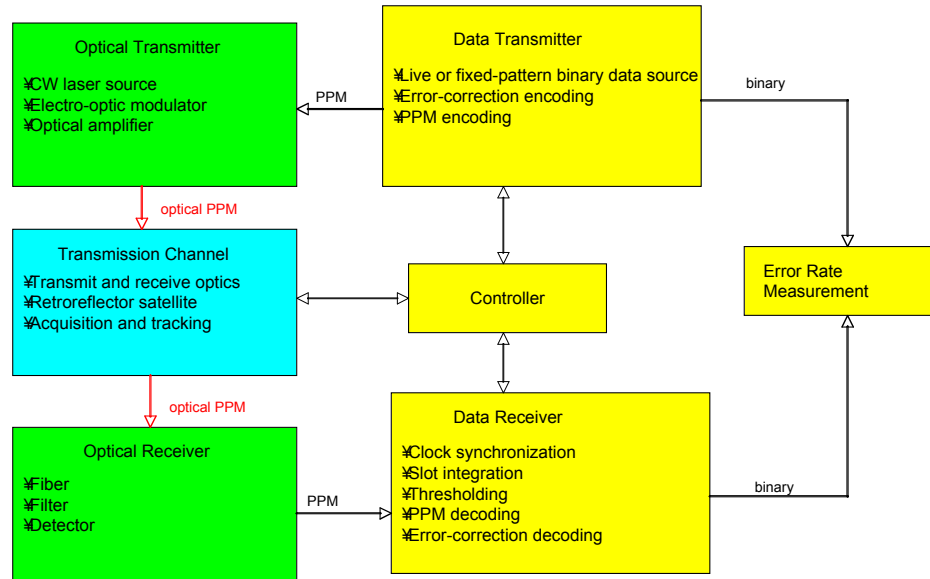 Optical Transmitter
¥CW laser source
¥Electro-optic modulator
¥Optical amplifier
PPM
Data Transmitter
¥Live or fixed-pattern binary data source
¥Error-correction encoding
¥PPM encoding
binary
optical PPM
Transmission Channel
¥Transmit and receive optics
¥Retroreflector satellite
¥Acquisition and tracking
Controller
Error Rate
Measurement
optical PPM
Optical Receiver
¥Fiber
¥Filter
¥Detector
PPM
Data Receiver
¥Clock synchronization
¥Slot integration
¥Thresholding
¥PPM decoding
¥Error-correction decoding
binary